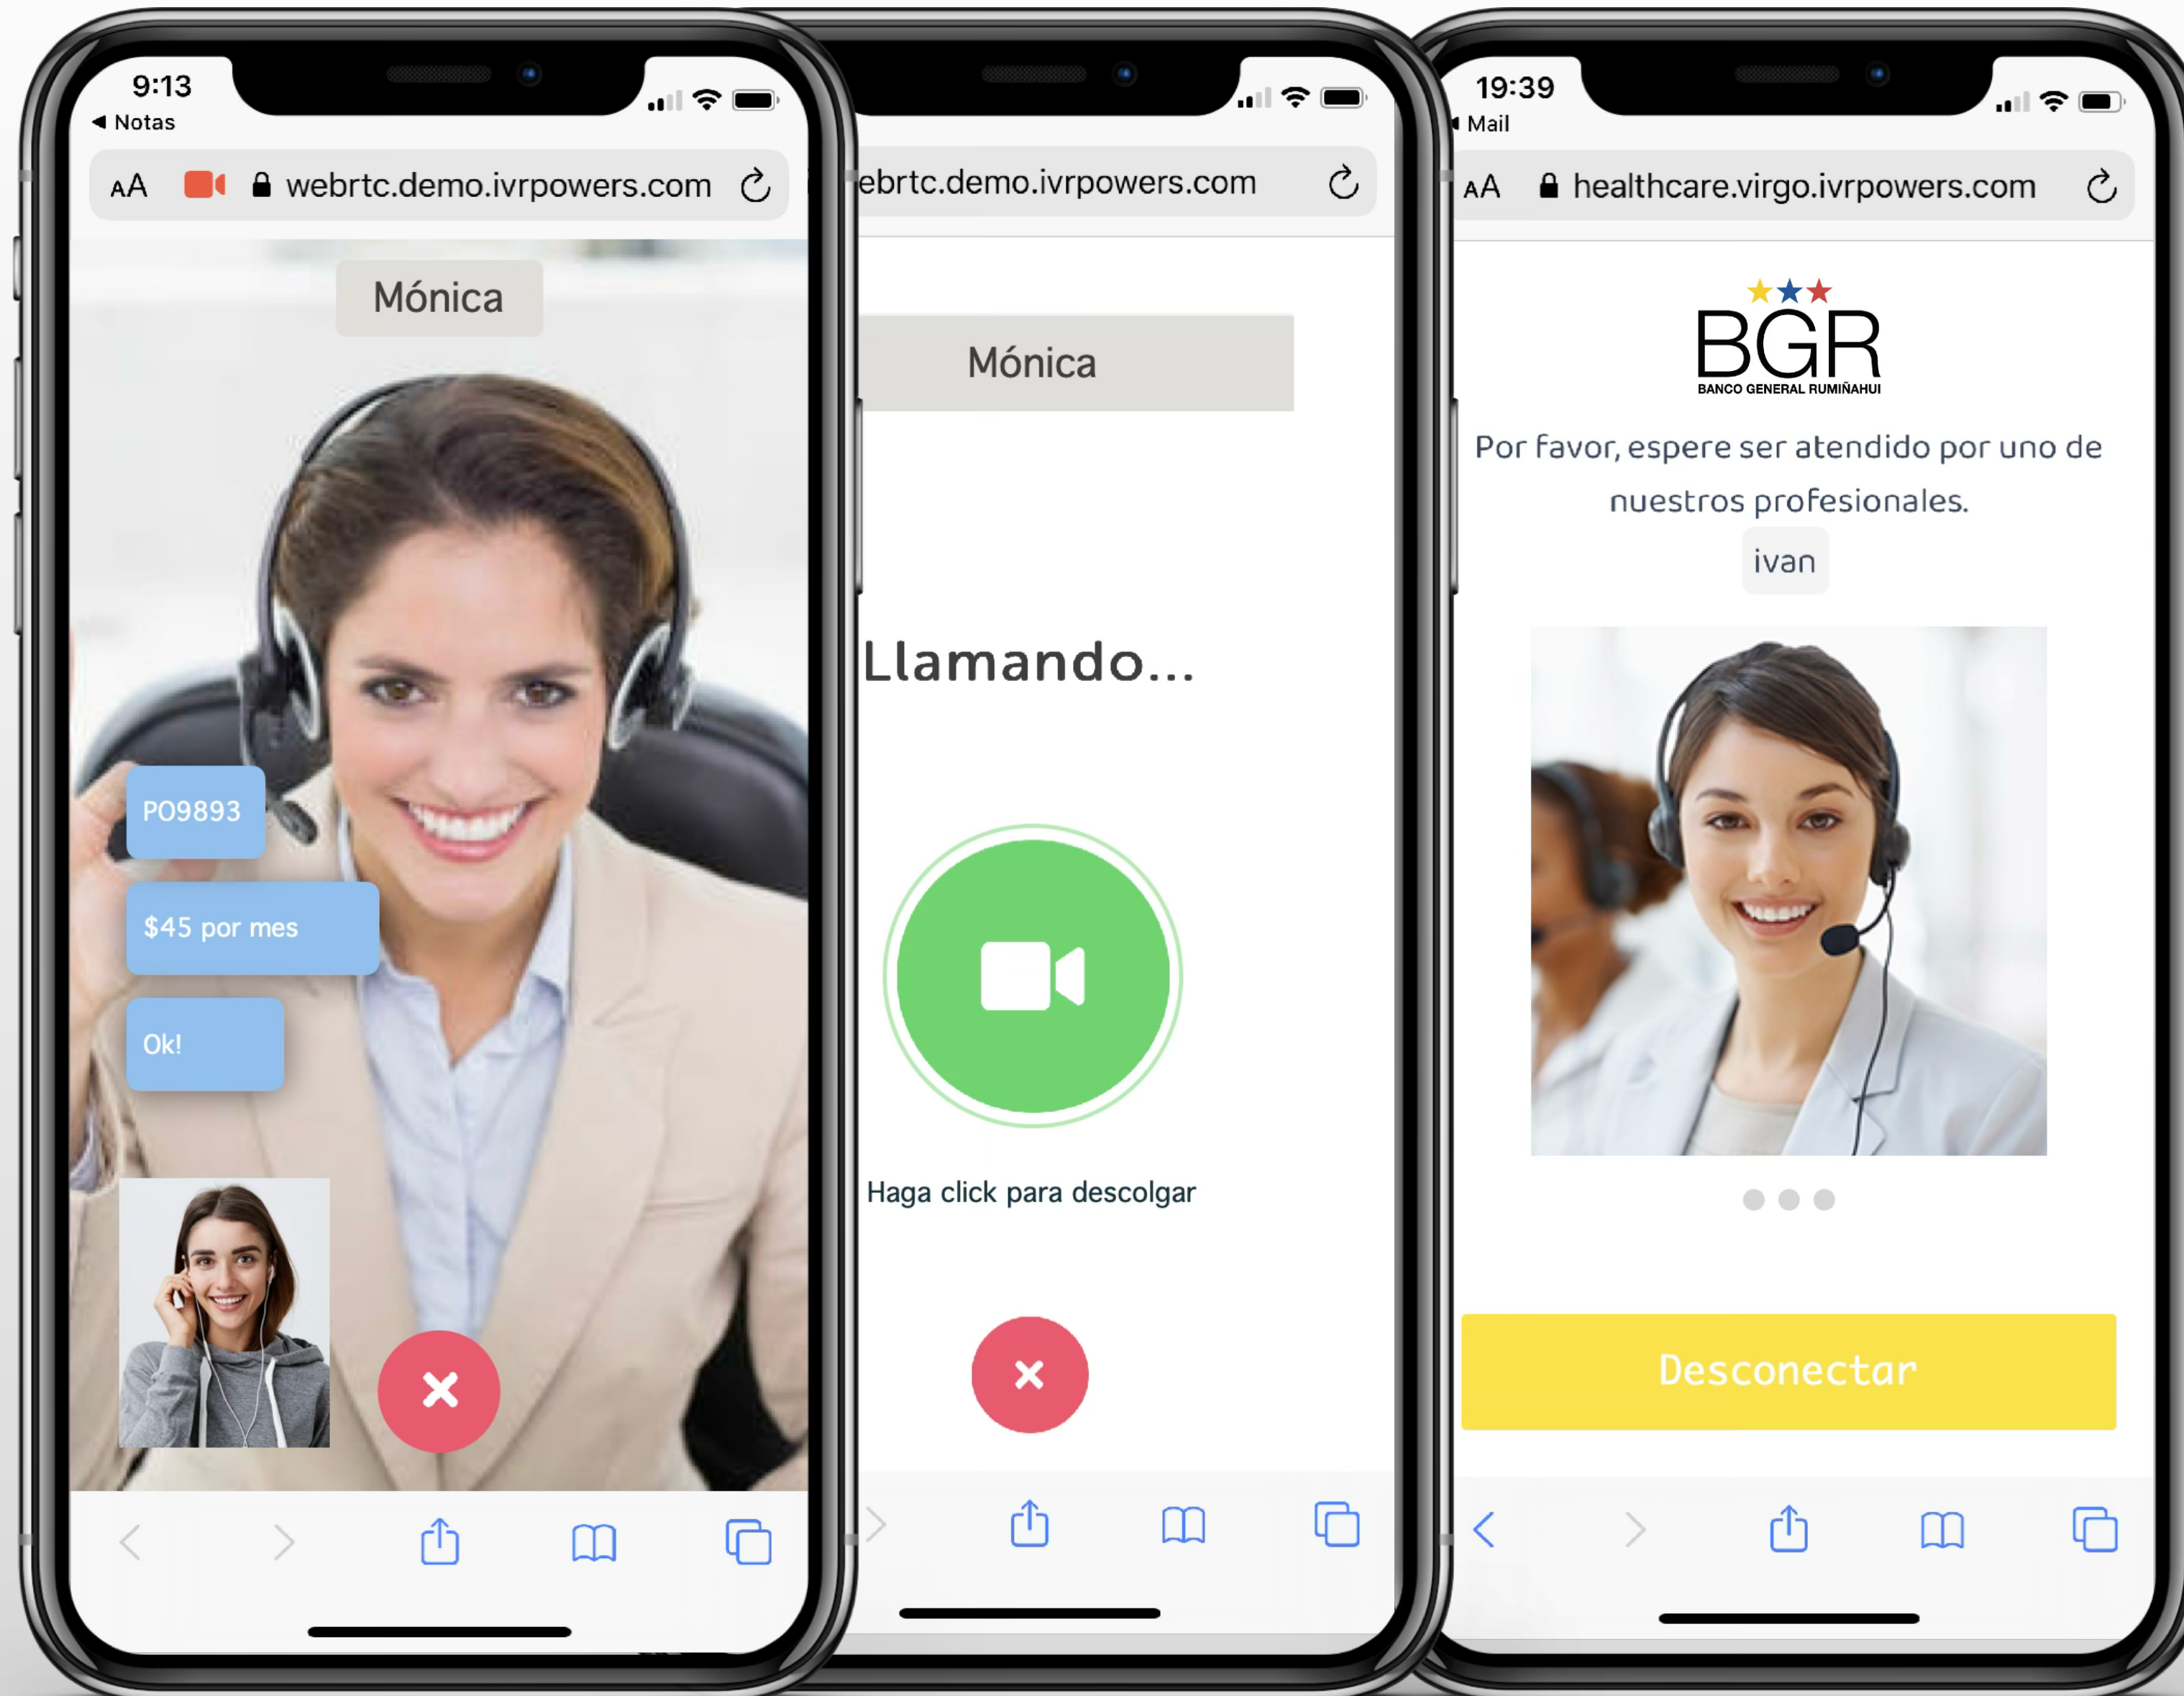 9:13
Notas
AA webrtc.demo.ivrpowers.com
Mónica
PO9893
$45 por mes
Ok!
ebrtc.demo.ivrpowers.com
Mónica
Llamando...
Haga click para descolgar
19:39
Mail
AA healthcare.virgo.ivrpowers.com
BGR
BANCO GENERAL RUMIÑAHUI
Por favor, espere ser atendido por uno de
nuestros profesionales.
ivan
Desconectar